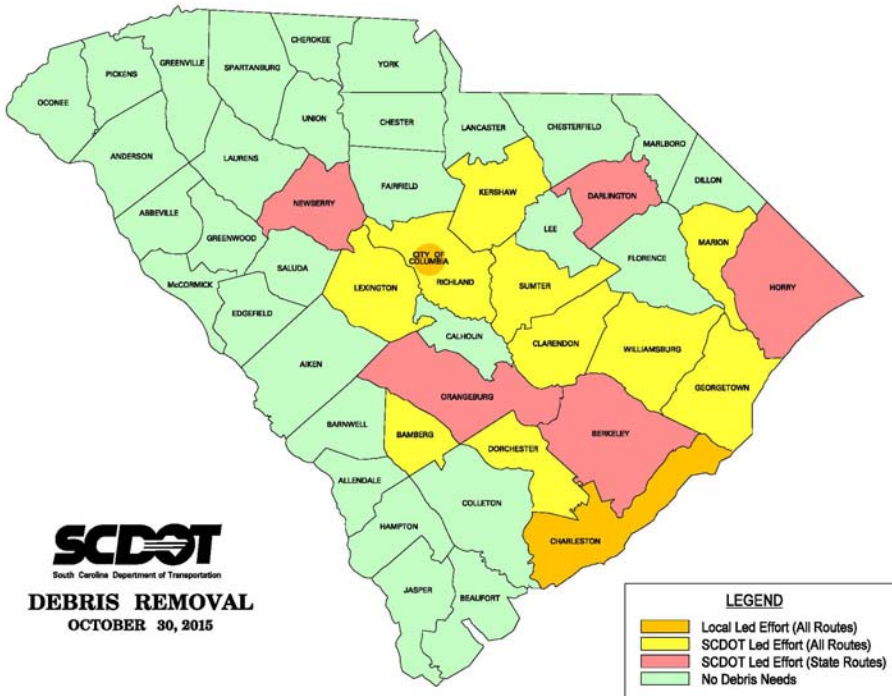 CHEROKEE
GREENVILLE
YORK
PICKENS
SPARTANBURG
OCONEE
UNION
CHESTER
LANCASTER
CHESTERFIELD
MARLBORO
ANDERSON
LAURENS
DILLON
FAIRFIELD
KERSHAW
DARLINGTON
NEWBERRY
ABBEVILLE
LEE
GREENWOOD
MARION
CITY OF
COLUMBIA
FLORENCE
SALUDA
McCORMICK
LEXINGTON
RICHLAND
SUMTER
HORRY
EDGEFIELD
CALHOUN
CLARENDON
WILLIAMSBURG
AIKEN
GEORGETOWN
ORANGEBURG
BARNWELL
BAMBERG
BERKELEY
DORCHESTER
ALLENDALE
COLLETON
HAMPTON
CHARLESTON
JASPER
BEAUFORT
SCDOT
South Carolina Department of Transportation
DEBRIS REMOVAL
OCTOBER 30, 2015
LEGEND
Local Led Effort (All Routes)
SCDOT Led Effort (All Routes)
SCDOT Led Effort (State Routes)
No Debris Needs